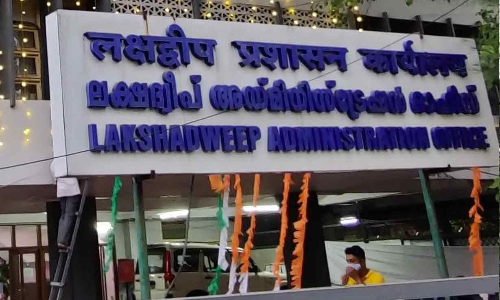 लक्षद्वीप प्रशासन कार्यालय
ലക്ഷദ്വീപ് അഡ്മിനിസ്ട്രേഷൻ ഓഫീസ്
LAKSHADWEEP ADMINISTRATION OFFICE